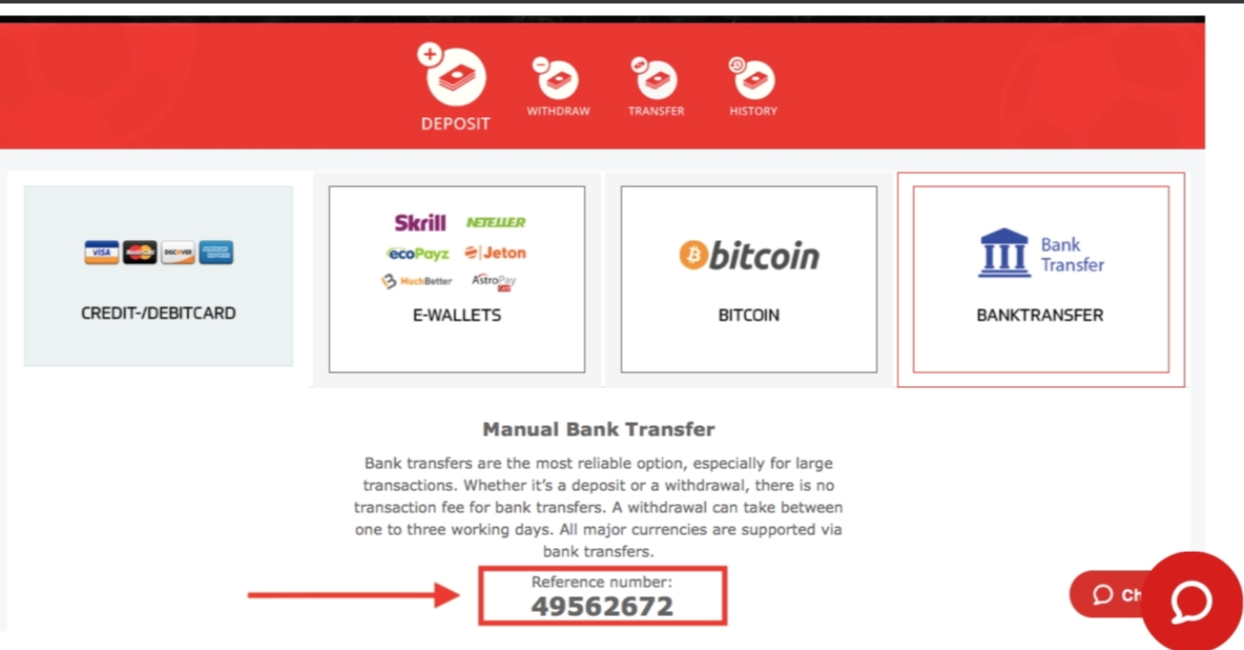 DEPOSIT
WITHDRAW
TRANSFER
HISTORY
VISA
DISCOVER
CREDIT-/DEBITCARD
Skrill NETELLER
ecoPayz Jeton
MuchBetter AstroPay
Card
E-WALLETS
bitcoin
BITCOIN
Bank
Transfer
BANKTRANSFER
Manual Bank Transfer
Bank transfers are the most reliable option, especially for large
transactions. Whether it's a deposit or a withdrawal, there is no
transaction fee for bank transfers. A withdrawal can take between
one to three working days. All major currencies are supported via
bank transfers.
Reference number:
49562672
Ch